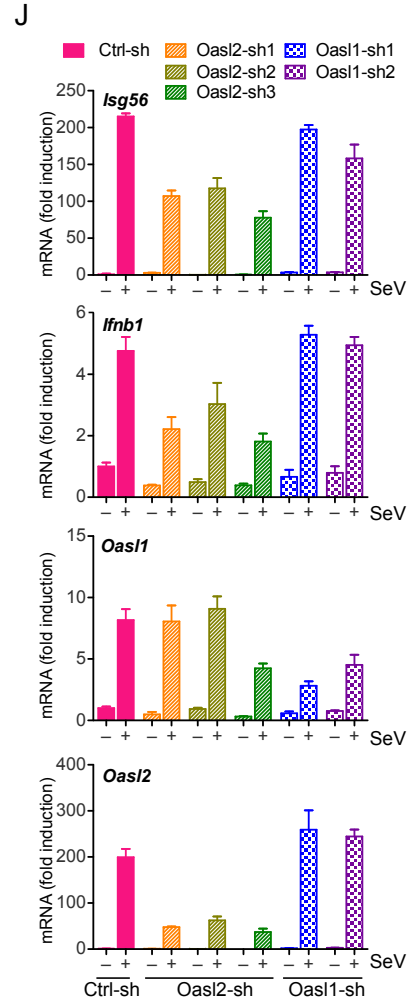 J
Ctrl-sh Oasl2-sh1 Oasl1-sh1
Oasl2-sh2 Oasl1-sh2
Oasl2-sh3
Isg56
mRNA (fold induction)
250
200
150
100
50
0
– + – + – + – + – + – + SeV
Ifnb1
mRNA (fold induction)
6
4
2
0
– + – + – + – + – + – + SeV
Oasl1
mRNA (fold induction)
15
10
5
0
– + – + – + – + – + – + SeV
Oasl2
mRNA (fold induction)
400
300
200
100
0
– + – + – + – + – + – + SeV
Ctrl-sh Oasl2-sh Oasl1-sh